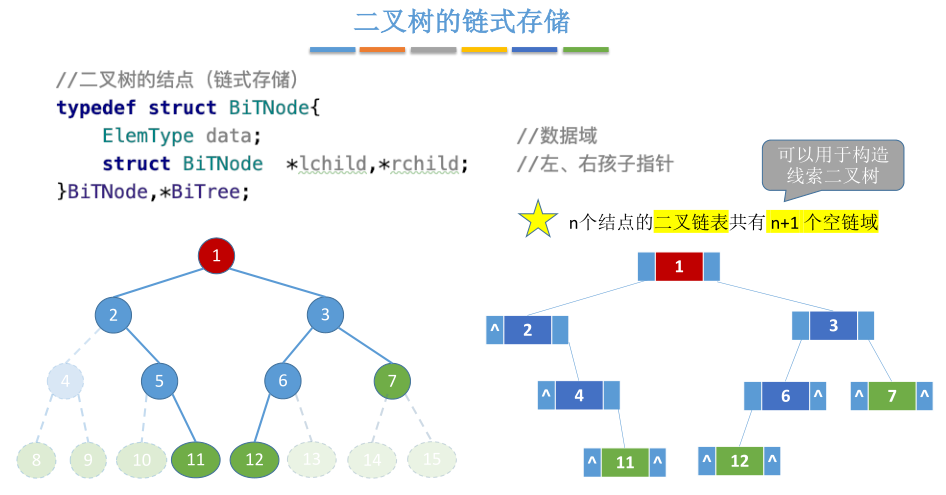 二叉树的链式存储
//二叉树的结点（链式存储）
typedef struct BiTNode{
ElemType data; //数据域
struct BiTNode *lchild,*rchild; //左、右孩子指针
}BiTNode,*BiTree;
可以用于构造
线索二叉树
n个结点的二叉链表共有 n+1 个空链域
1
2 3
4 5 6 7
8 9 10 11 12 13 14 15
1
^ 2 3
^ 4 6 ^ ^ 7 ^
^ 11 ^ ^ 12 ^